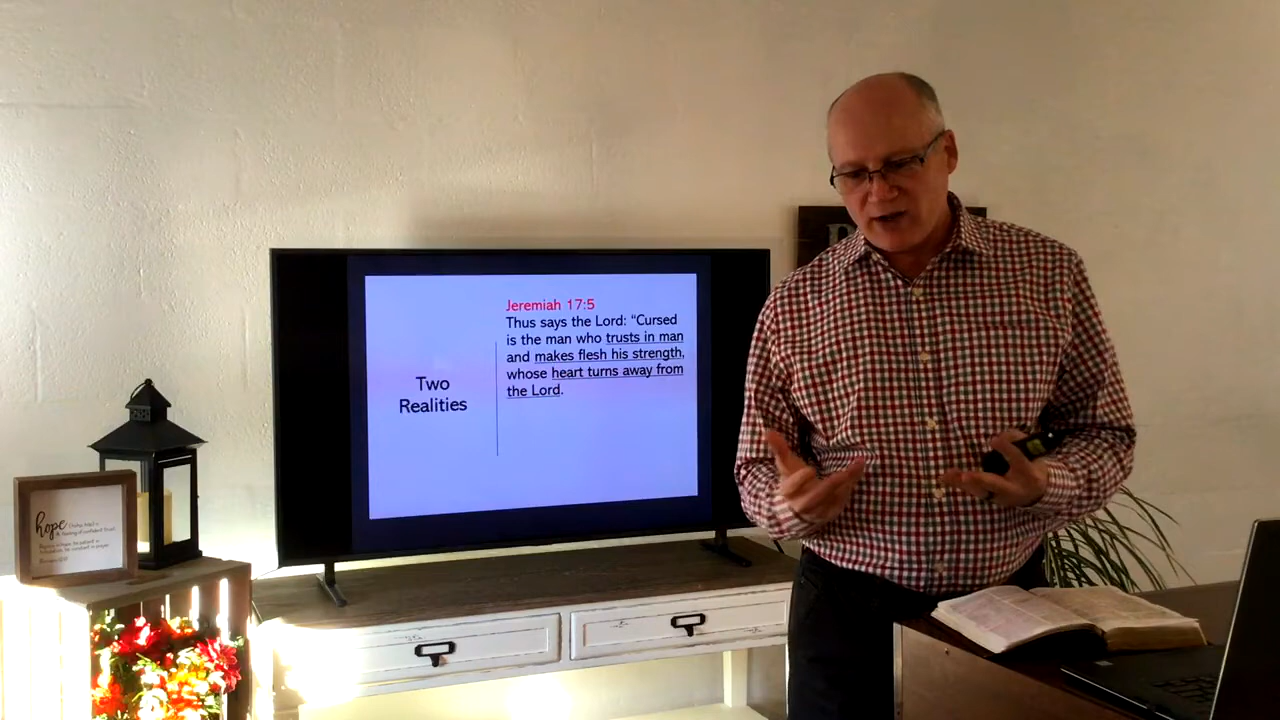 Two
Realities
Jeremiah 17:5
Thus says the Lord: “Cursed
is the man who trusts in man
and makes flesh his strength,
whose heart turns away from
the Lord.
hope